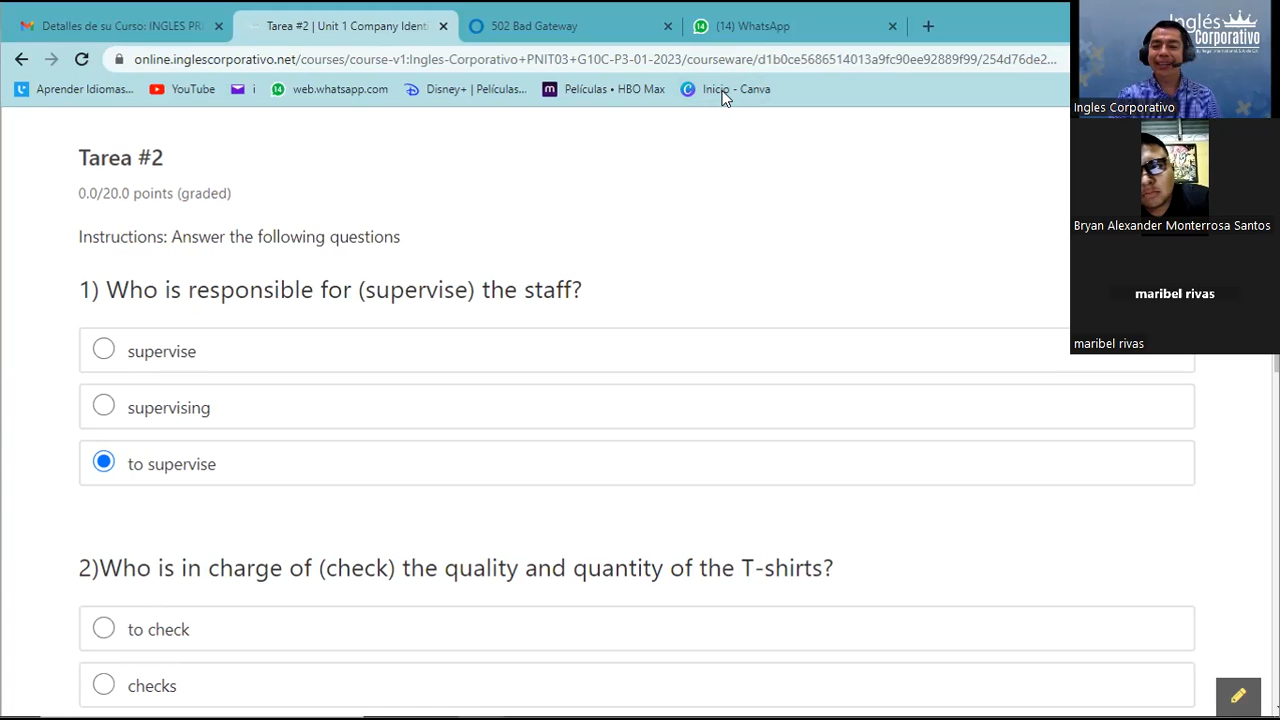 Detalles de su Curso: INGLES PR
Tarea #2 | Unit 1 Company Identi
502 Bad Gateway
(14) WhatsApp
online.inglescorporativo.net/courses/course-v1:Ingles-Corporativo+PNIT03+G10C-P3-01-2023/courseware/d1b03e5e56514013a9fc90ee92888f99/254d76de2...
Aprender Idiomas...
YouTube
i
web.whatsapp.com
Disney+ | Películas...
Películas • HBO Max
Inicio - Canva
Inglés
Corporativo
Ingles Corporativo
Bryan Alexander Monterrosa Santos
maribel rivas
maribel rivas
Tarea #2
0.0/20.0 points (graded)
Instructions: Answer the following questions
1) Who is responsible for (supervise) the staff?
supervise
supervising
to supervise
2)Who is in charge of (check) the quality and quantity of the T-shirts?
to check
checks